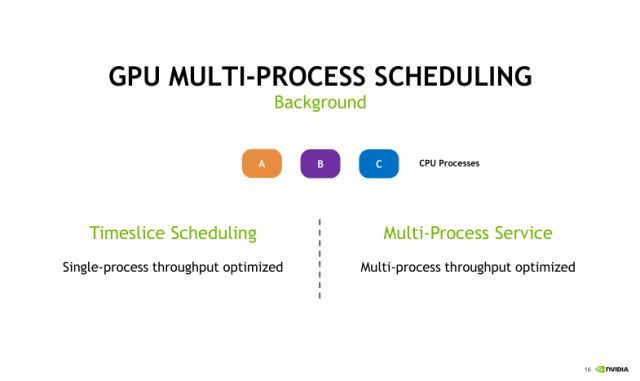 GPU MULTI-PROCESS SCHEDULING
Background
A B C CPU Processes
Timeslice Scheduling
Single-process throughput optimized
Multi-Process Service
Multi-process throughput optimized
16 NVIDIA